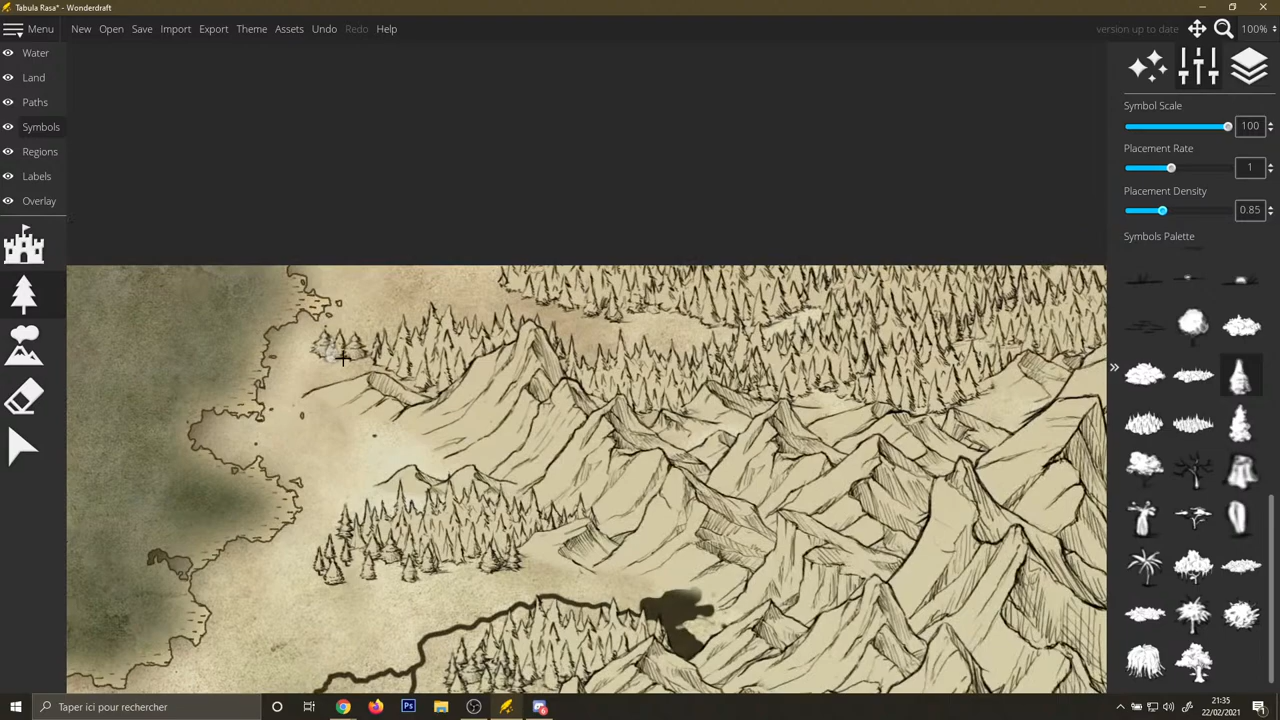 Tabula Rasa* - Wonderdraft
Menu New Open Save Import Export Theme Assets Undo Redo Help version up to date 100%
Water
Land
Paths
Symbols
Regions
Labels
Overlay
Symbol Scale
100
Placement Rate
1
Placement Density
0.85
Symbols Palette
Taper ici pour rechercher
21:35
22/02/2021